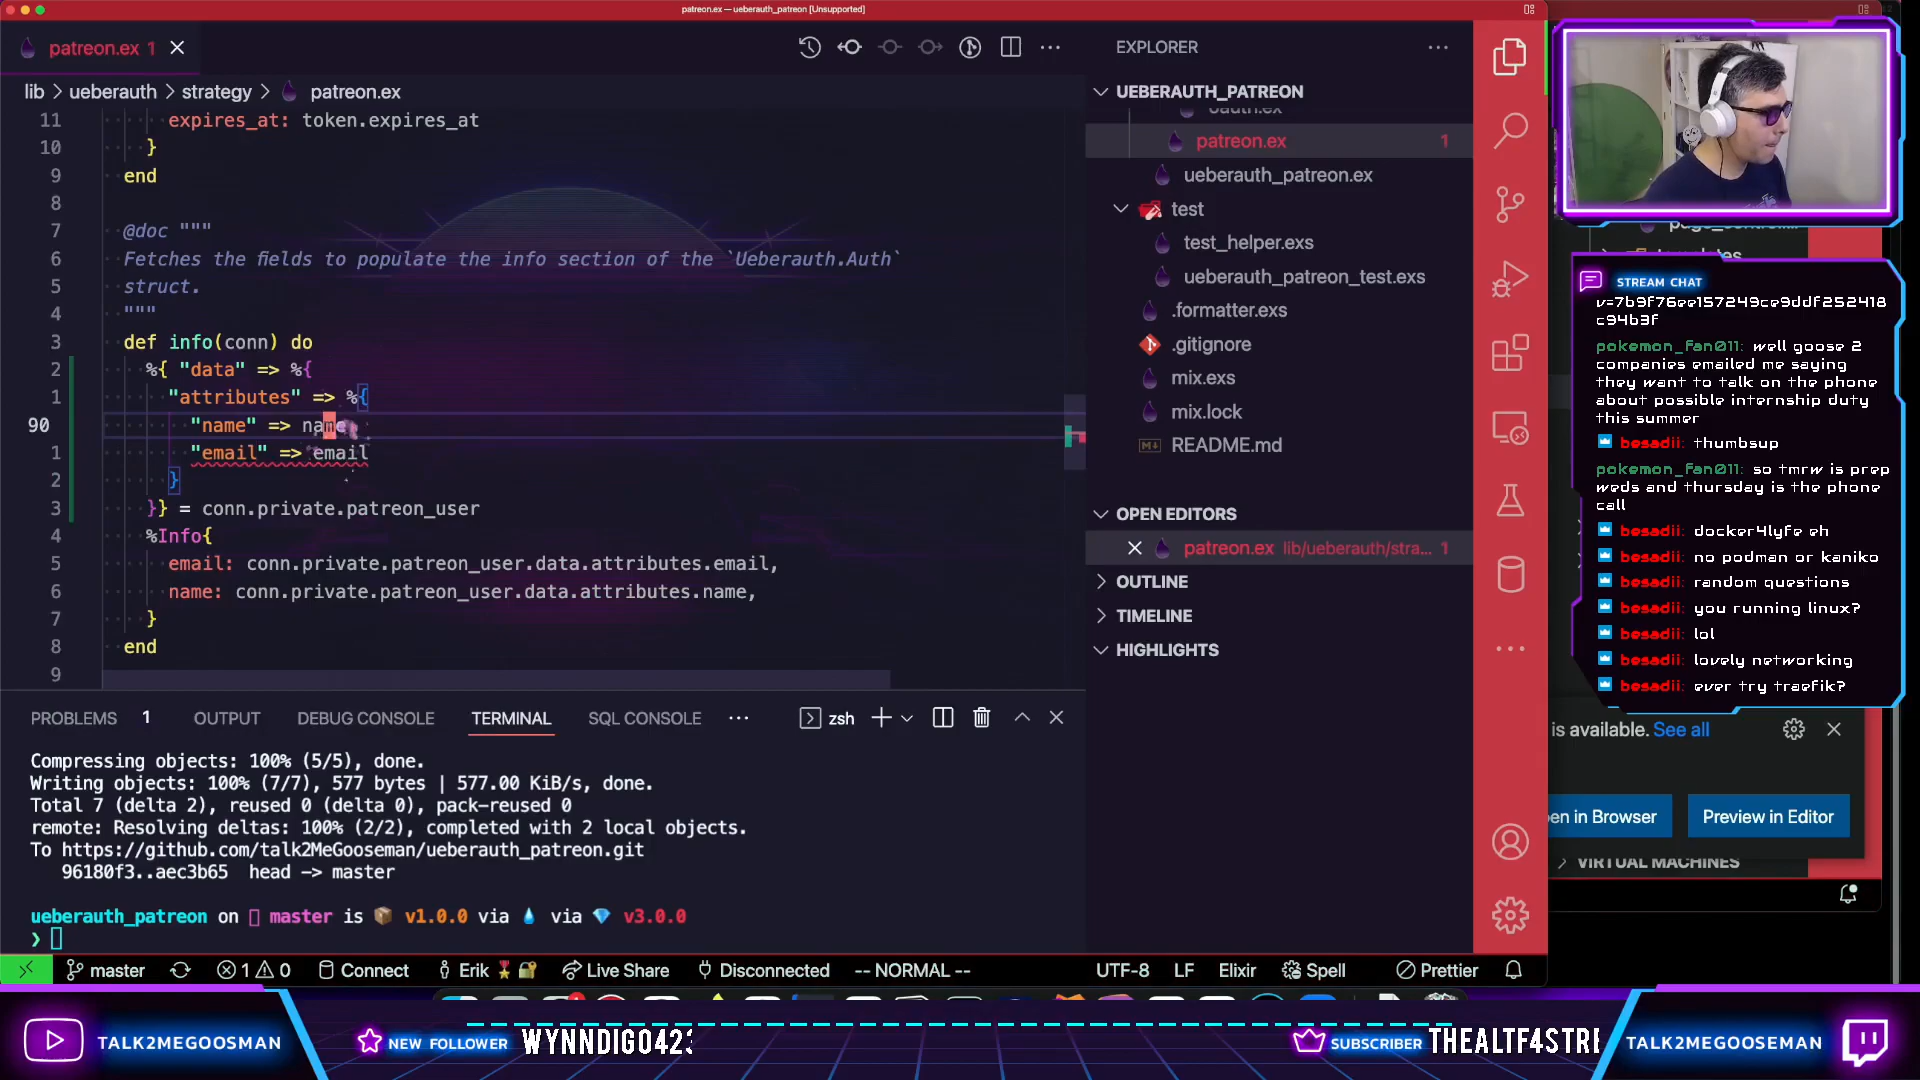 patreon.ex — ueberauth_patreon [Unsupported]
patreon.ex 1
lib > ueberauth > strategy > patreon.ex
11 expires_at: token.expires_at
10 }
9 end
8
7 @doc """
6 Fetches the fields to populate the info section of the `Ueberauth.Auth`
5 struct.
4 """
3 def info(conn) do
2 %{ "data" => %{
1 "attributes" => %{
90 "name" => name
1 "email" => email
2 }
3 }} = conn.private.patreon_user
4 %Info{
5 email: conn.private.patreon_user.data.attributes.email,
6 name: conn.private.patreon_user.data.attributes.name,
7 }
8 end
9
EXPLORER
UEBERAUTH_PATREON
oauth.ex
patreon.ex 1
ueberauth_patreon.ex
test
test_helper.exs
ueberauth_patreon_test.exs
.formatter.exs
.gitignore
mix.exs
mix.lock
README.md
OPEN EDITORS
patreon.ex lib/ueberauth/stra... 1
OUTLINE
TIMELINE
HIGHLIGHTS
PROBLEMS 1 OUTPUT DEBUG CONSOLE TERMINAL SQL CONSOLE
zsh
Compressing objects: 100% (5/5), done.
Writing objects: 100% (7/7), 577 bytes | 577.00 KiB/s, done.
Total 7 (delta 2), reused 0 (delta 0), pack-reused 0
remote: Resolving deltas: 100% (2/2), completed with 2 local objects.
To https://github.com/talk2MeGooseman/ueberauth_patreon.git
96180f3..aec3b65 head -> master
ueberauth_patreon on master is v1.0.0 via via v3.0.0
❯
master 1 0 Connect Erik Live Share Disconnected -- NORMAL -- UTF-8 LF Elixir Spell Prettier
STREAM CHAT
v=7b9f76ee157249ce9ddf252418
c94b3f
pokemon_fan011: well goose 2
companies emailed me saying
they want to talk on the phone
about possible internship duty
this summer
besadii: thumbsup
pokemon_fan011: so tmrw is prep
weds and thursday is the phone
call
besadii: docker4lyfe eh
besadii: no podman or kaniko
besadii: random questions
besadii: you running linux?
besadii: lol
besadii: lovely networking
besadii: ever try traefik?
is available. See all
en in Browser
Preview in Editor
VIRTUAL MACHINES
TALK2MEGOOSMAN
NEW FOLLOWER WYNNDIGO423
SUBSCRIBER THEALTF4STRE
TALK2MEGOOSEMAN